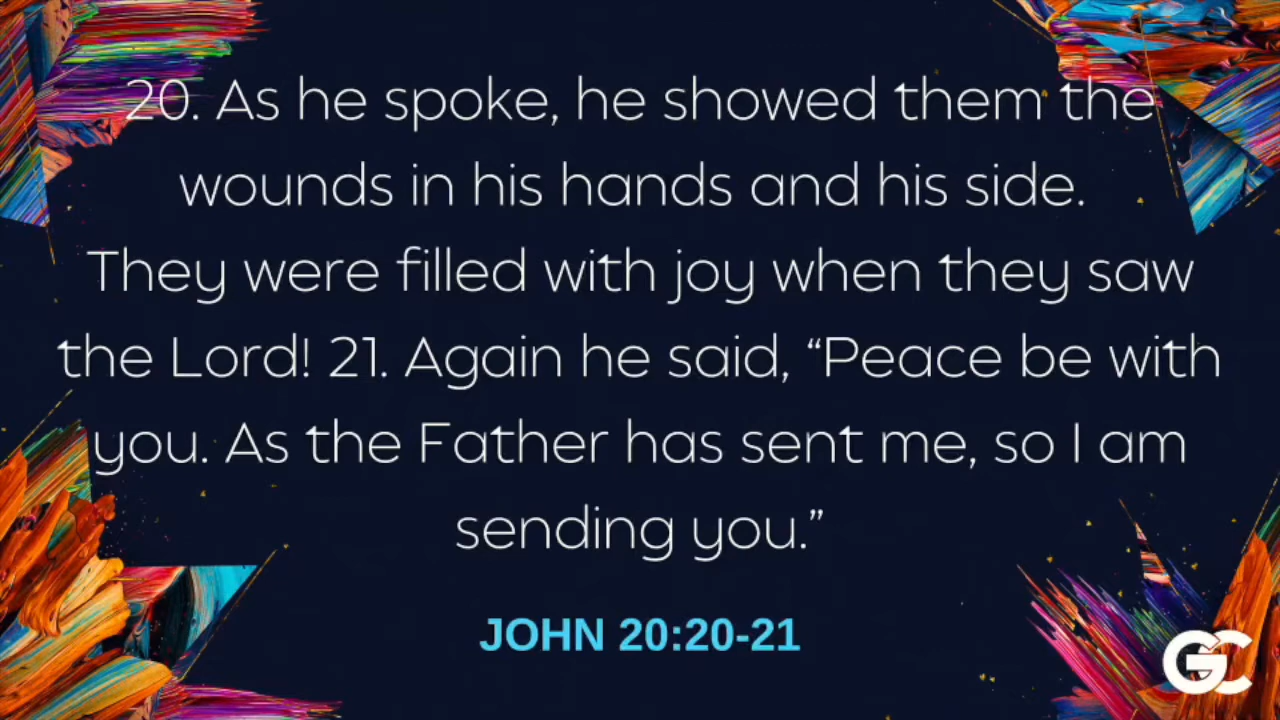 20. As he spoke, he showed them the
wounds in his hands and his side.
They were filled with joy when they saw
the Lord! 21. Again he said, “Peace be with
you. As the Father has sent me, so I am
sending you.”
JOHN 20:20-21
GC